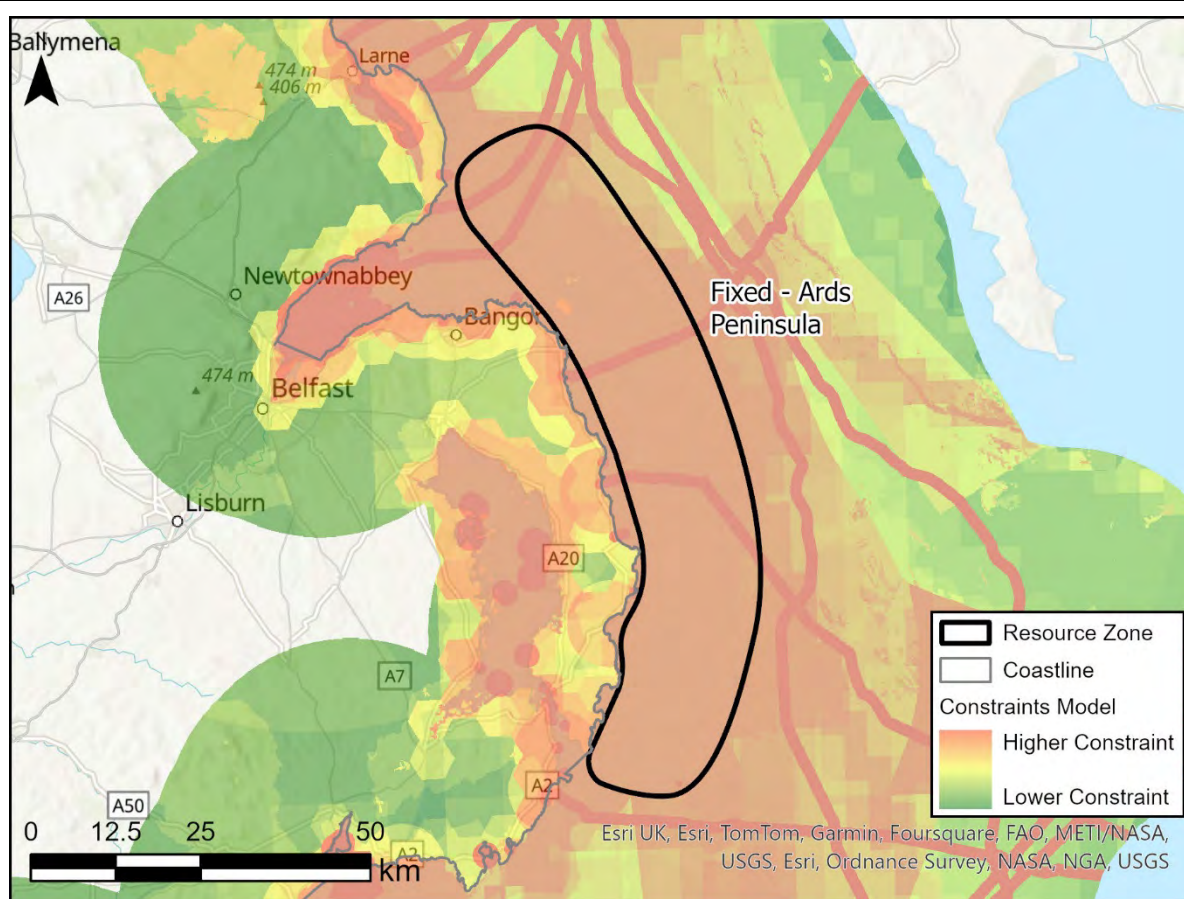 Ballymena
N
474 m
406 m
Larne
A26
Newtownabbey
Bangor
474 m
Belfast
Fixed - Ards
Peninsula
Lisburn
A20
A7
A2
A50
A2
Resource Zone
Coastline
Constraints Model
Higher Constraint
Lower Constraint
0 12.5 25 50
km
Esri UK, Esri, TomTom, Garmin, Foursquare, FAO, METI/NASA,
USGS, Esri, Ordnance Survey, NASA, NGA, USGS